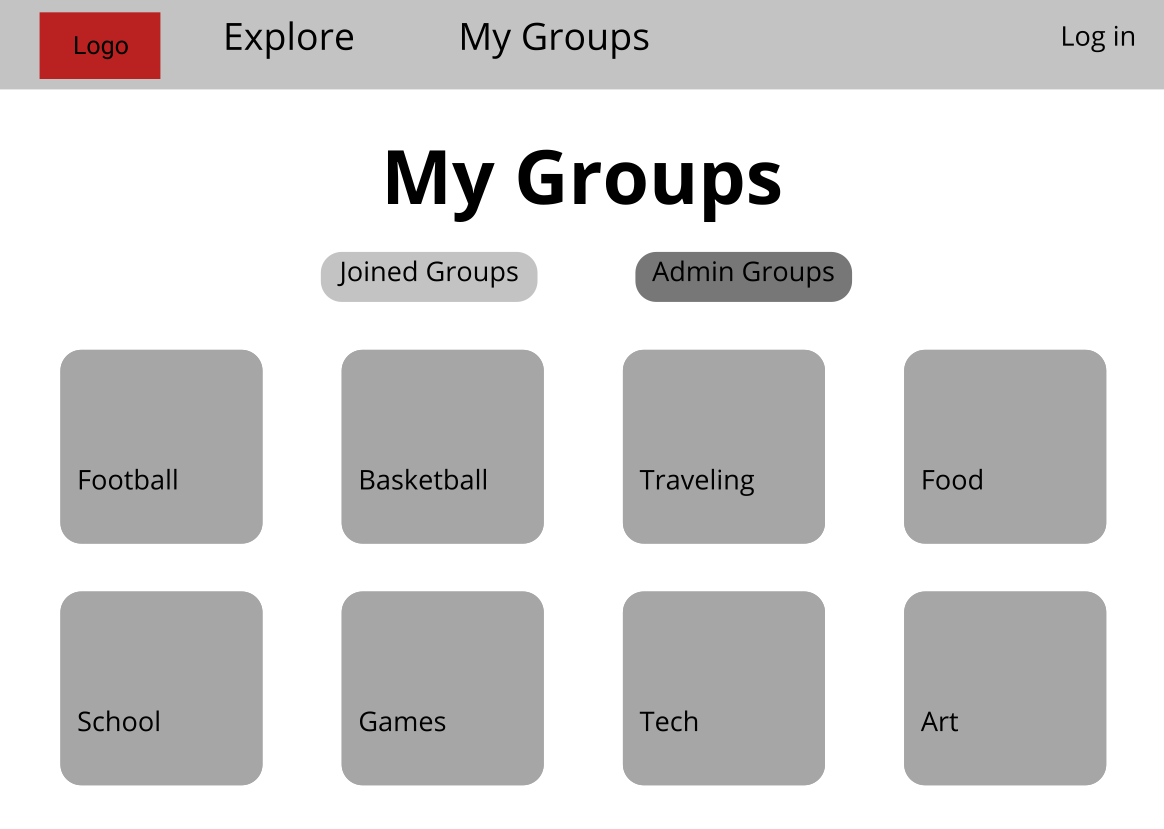 Logo
Explore
My Groups
Log in
My Groups
Joined Groups
Admin Groups
Football
Basketball
Traveling
Food
School
Games
Tech
Art